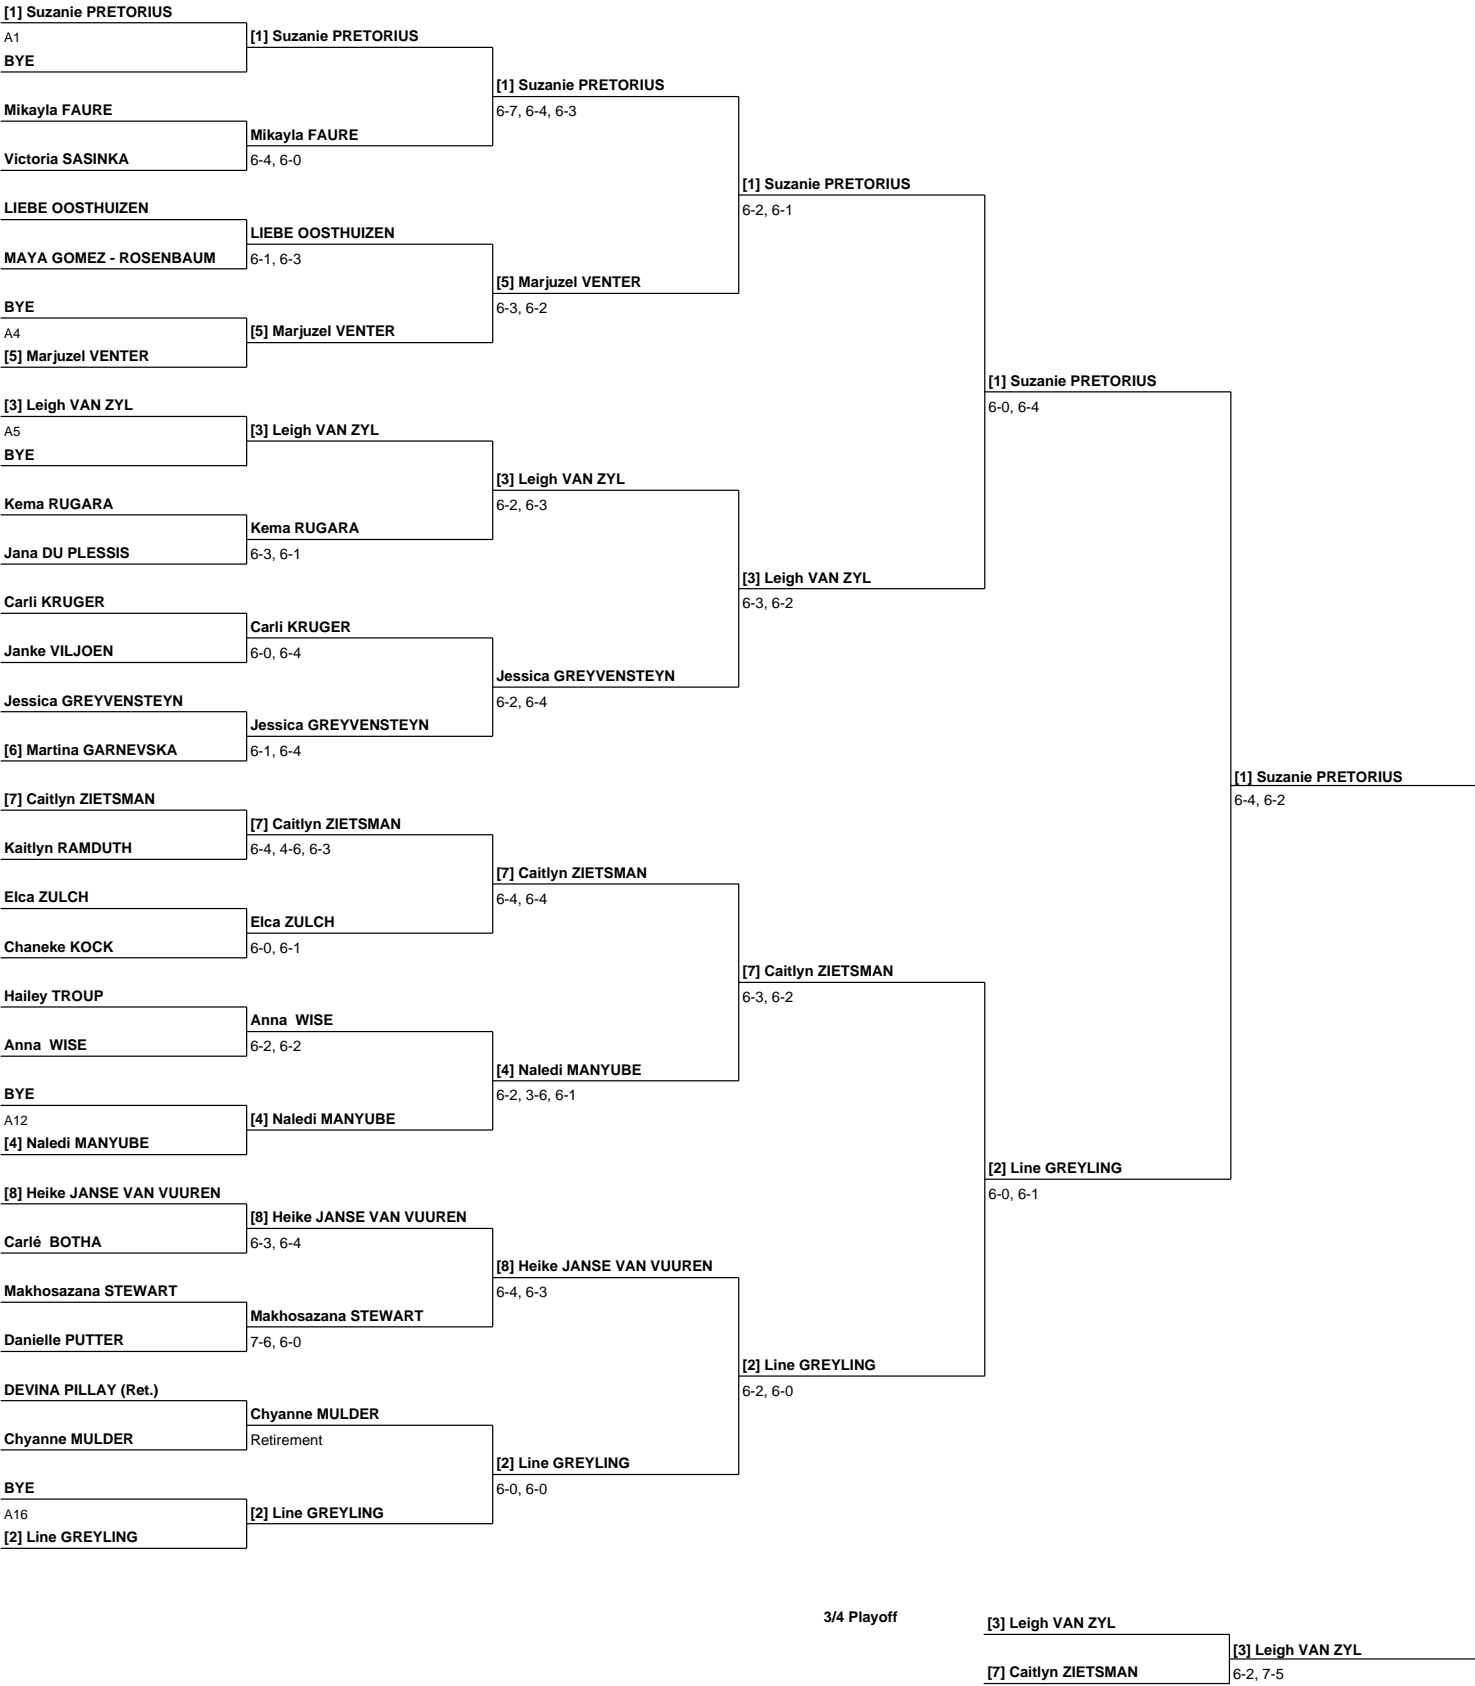 [1] Suzanie PRETORIUS
A1
BYE
Mikayla FAURE
Victoria SASINKA
LIEBE OOSTHUIZEN
MAYA GOMEZ - ROSENBAUM
BYE
A4
[5] Marjuzel VENTER
[3] Leigh VAN ZYL
A5
BYE
Kema RUGARA
Jana DU PLESSIS
Carli KRUGER
Janke VILJOEN
Jessica GREYVENSTEYN
[6] Martina GARNEVSKA
[7] Caitlyn ZIETSMAN
Kaitlyn RAMDUTH
Elca ZULCH
Chaneke KOCK
Hailey TROUP
Anna  WISE
BYE
A12
[4] Naledi MANYUBE
[8] Heike JANSE VAN VUUREN
Carlé  BOTHA
Makhosazana STEWART
Danielle PUTTER
DEVINA PILLAY (Ret.)
Chyanne MULDER
BYE
A16
[2] Line GREYLING
[1] Suzanie PRETORIUS
Mikayla FAURE
6-4, 6-0
LIEBE OOSTHUIZEN
6-1, 6-3
[5] Marjuzel VENTER
[3] Leigh VAN ZYL
Kema RUGARA
6-3, 6-1
Carli KRUGER
6-0, 6-4
Jessica GREYVENSTEYN
6-1, 6-4
[7] Caitlyn ZIETSMAN
6-4, 4-6, 6-3
Elca ZULCH
6-0, 6-1
Anna  WISE
6-2, 6-2
[4] Naledi MANYUBE
[8] Heike JANSE VAN VUUREN
6-3, 6-4
Makhosazana STEWART
7-6, 6-0
Chyanne MULDER
Retirement
[2] Line GREYLING
[1] Suzanie PRETORIUS
6-7, 6-4, 6-3
[5] Marjuzel VENTER
6-3, 6-2
[3] Leigh VAN ZYL
6-2, 6-3
Jessica GREYVENSTEYN
6-2, 6-4
[7] Caitlyn ZIETSMAN
6-4, 6-4
[4] Naledi MANYUBE
6-2, 3-6, 6-1
[8] Heike JANSE VAN VUUREN
6-4, 6-3
[2] Line GREYLING
6-0, 6-0
[1] Suzanie PRETORIUS
6-2, 6-1
[3] Leigh VAN ZYL
6-3, 6-2
[7] Caitlyn ZIETSMAN
6-3, 6-2
[2] Line GREYLING
6-2, 6-0
[1] Suzanie PRETORIUS
6-0, 6-4
[2] Line GREYLING
6-0, 6-1
[1] Suzanie PRETORIUS
6-4, 6-2
3/4 Playoff
[3] Leigh VAN ZYL
[7] Caitlyn ZIETSMAN
[3] Leigh VAN ZYL
6-2, 7-5